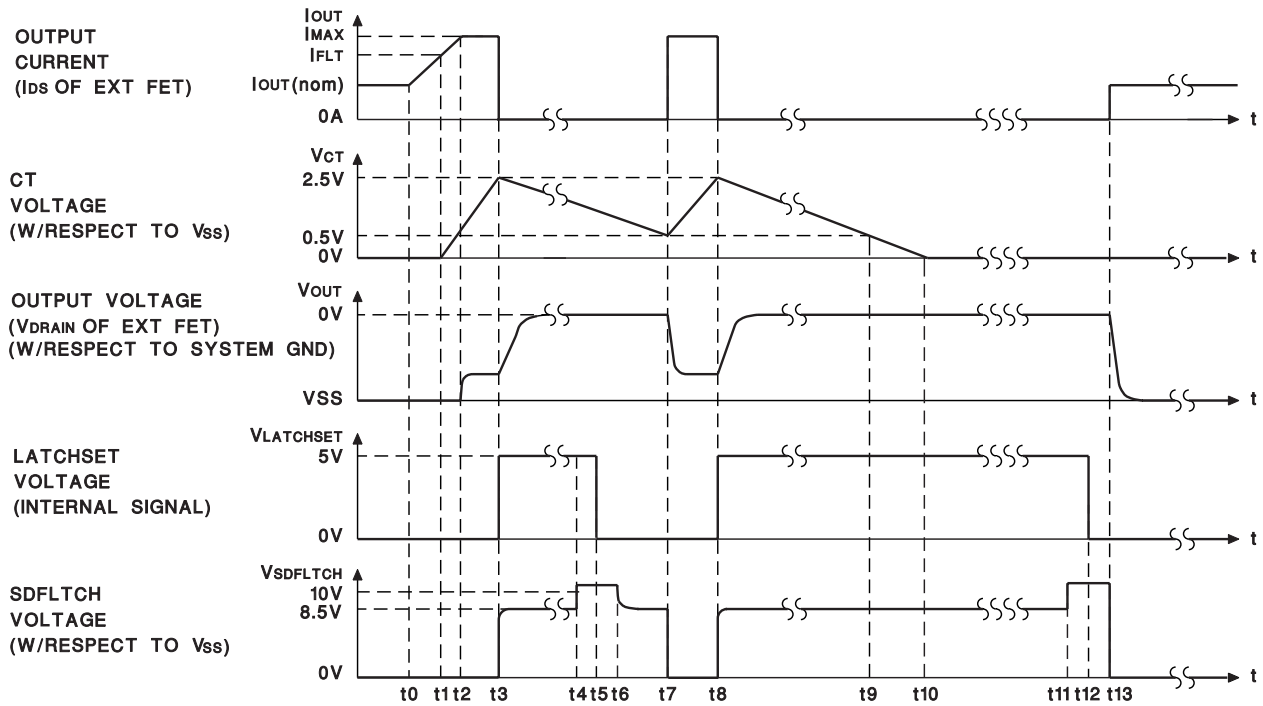 OUTPUT
CURRENT
(IDS OF EXT FET)
IOUT
IMAX
IFLT
IOUT(nom)
0A
t
CT
VOLTAGE
(W/RESPECT TO VSS)
VCT
2.5V
0.5V
0V
t
OUTPUT VOLTAGE
(VDRAIN OF EXT FET)
(W/RESPECT TO SYSTEM GND)
VOUT
0V
VSS
t
LATCHSET
VOLTAGE
(INTERNAL SIGNAL)
VLATCHSET
5V
0V
t
SDFLTCH
VOLTAGE
(W/RESPECT TO VSS)
VSDFLTCH
10V
8.5V
0V
t
t0 t1 t2 t3 t4 t5 t6 t7 t8 t9 t10 t11 t12 t13